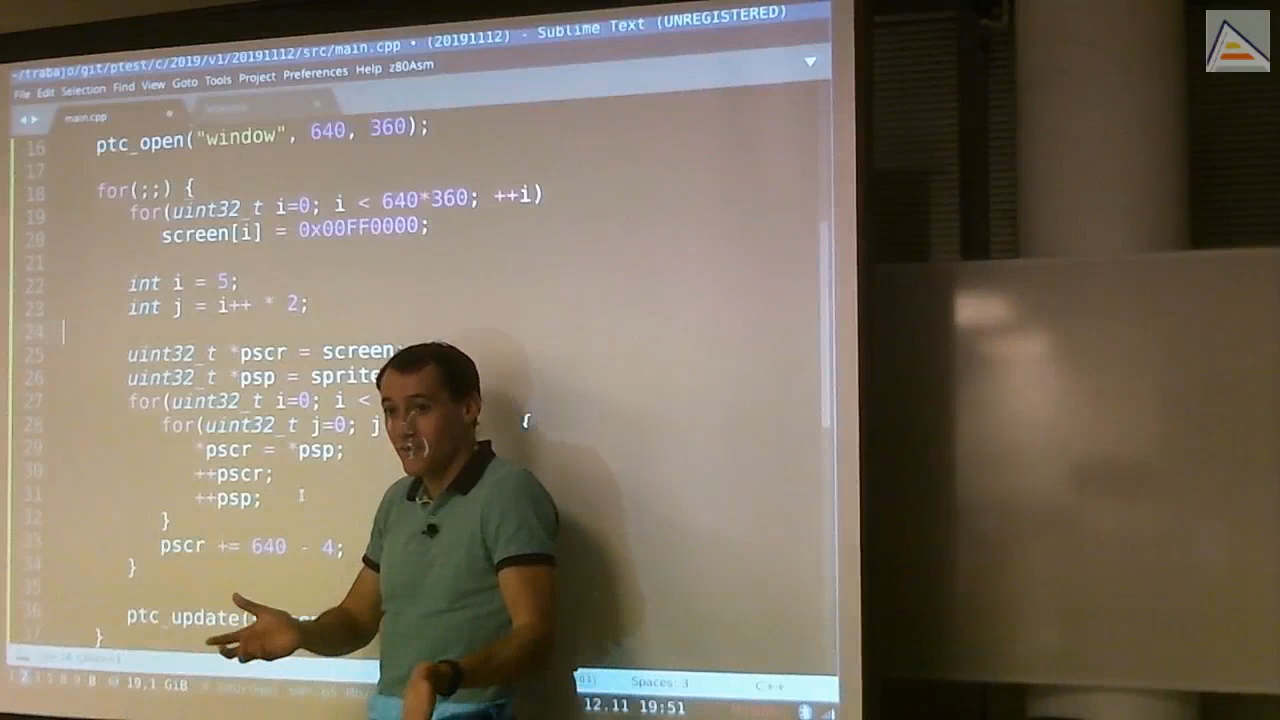 ~/trabajo/git/ptest/c/2019/v1/20191112/src/main.cpp • (20191112) - Sublime Text (UNREGISTERED)
File Edit Selection Find View Goto Tools Project Preferences Help z80Asm
main.cpp
16 ptc_open("window", 640, 360);
17
18 for(;;) {
19 for(uint32_t i=0; i < 640*360; ++i)
20 screen[i] = 0x00FF0000;
21
22 int i = 5;
23 int j = i++ * 2;
24
25 uint32_t *pscr = screen
26 uint32_t *psp = sprite
27 for(uint32_t i=0; i <
28 for(uint32_t j=0; j {
29 *pscr = *psp;
30 ++pscr;
31 ++psp;
32 }
33 pscr += 640 - 4;
34 }
35
36 ptc_update(
37 }
Spaces: 3 C++
19,1 GiB
12.11 19:51